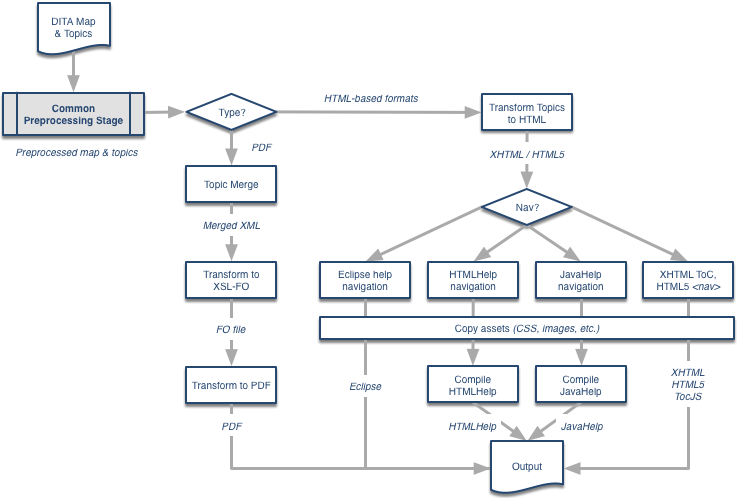 DITA Map
& Topics
Common
Preprocessing Stage
Preprocessed map & topics
Type?
HTML-based formats
PDF
Topic Merge
Merged XML
Transform to
XSL-FO
FO file
Transform to PDF
PDF
Transform Topics
to HTML
XHTML / HTML5
Nav?
Eclipse help
navigation
HTMLHelp
navigation
JavaHelp
navigation
XHTML ToC,
HTML5 <nav>
Copy assets (CSS, images, etc.)
Eclipse
Compile
HTMLHelp
Compile
JavaHelp
XHTML
HTML5
TocJS
HTMLHelp
JavaHelp
Output